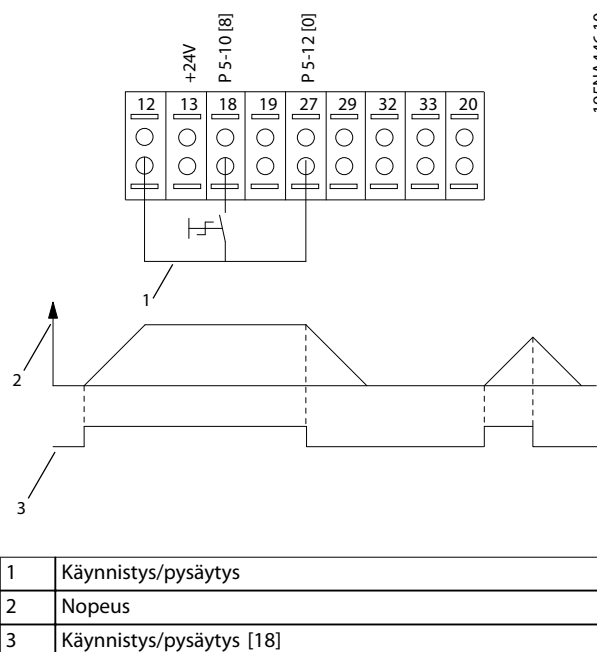 +24V
P 5-10 [8]
P 5-12 [0]
12 13 18 19 27 29 32 33 20
1
2
3
1 Käynnistys/pysäytys
2 Nopeus
3 Käynnistys/pysäytys [18]